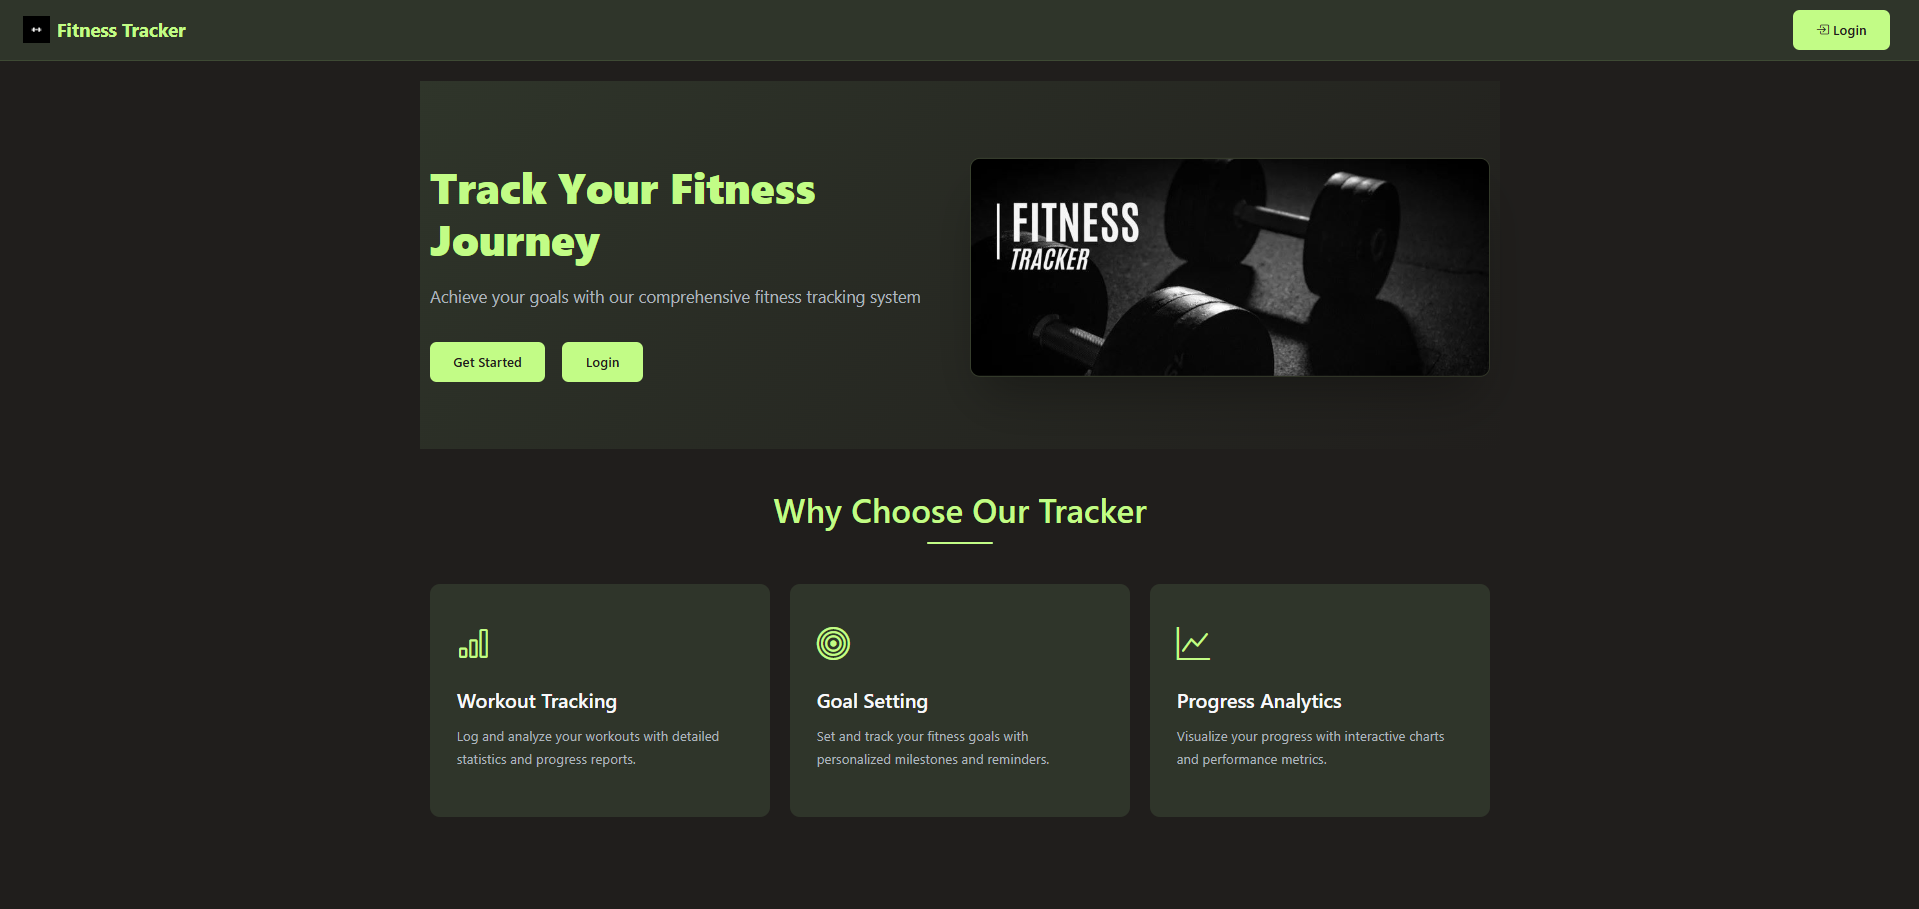 Fitness Tracker
Login
Track Your Fitness
Journey
Achieve your goals with our comprehensive fitness tracking system
Get Started
Login
FITNESS
TRACKER
Why Choose Our Tracker
Workout Tracking
Log and analyze your workouts with detailed
statistics and progress reports.
Goal Setting
Set and track your fitness goals with
personalized milestones and reminders.
Progress Analytics
Visualize your progress with interactive charts
and performance metrics.